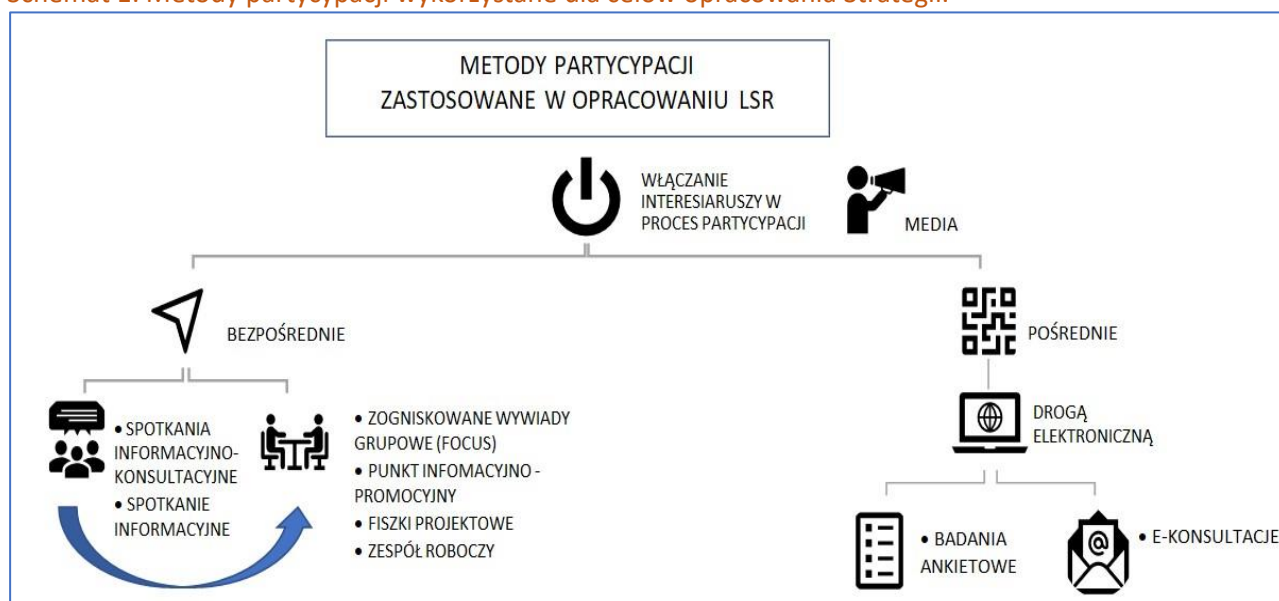 Schemat 1. Metody partycypacji wykorzystane dla celów opracowania Strategii
METODY PARTYCYPACJI
ZASTOSOWANE W OPRACOWANIU LSR
WŁĄCZANIE
INTERESIARUSZY W
PROCES PARTYCYPACJI
MEDIA
BEZPOŚREDNIE
POŚREDNIE
• SPOTKANIA
INFORMACYJNO-
KONSULTACYJNE
• SPOTKANIE
INFORMACYJNE
• ZOGNISKOWANE WYWIADY
GRUPOWE (FOCUS)
• PUNKT INFOMACYJNO -
PROMOCYJNY
• FISZKI PROJEKTOWE
• ZESPÓŁ ROBOCZY
DROGĄ
ELEKTRONICZNĄ
• BADANIA
ANKIETOWE
@
• E-KONSULTACJE